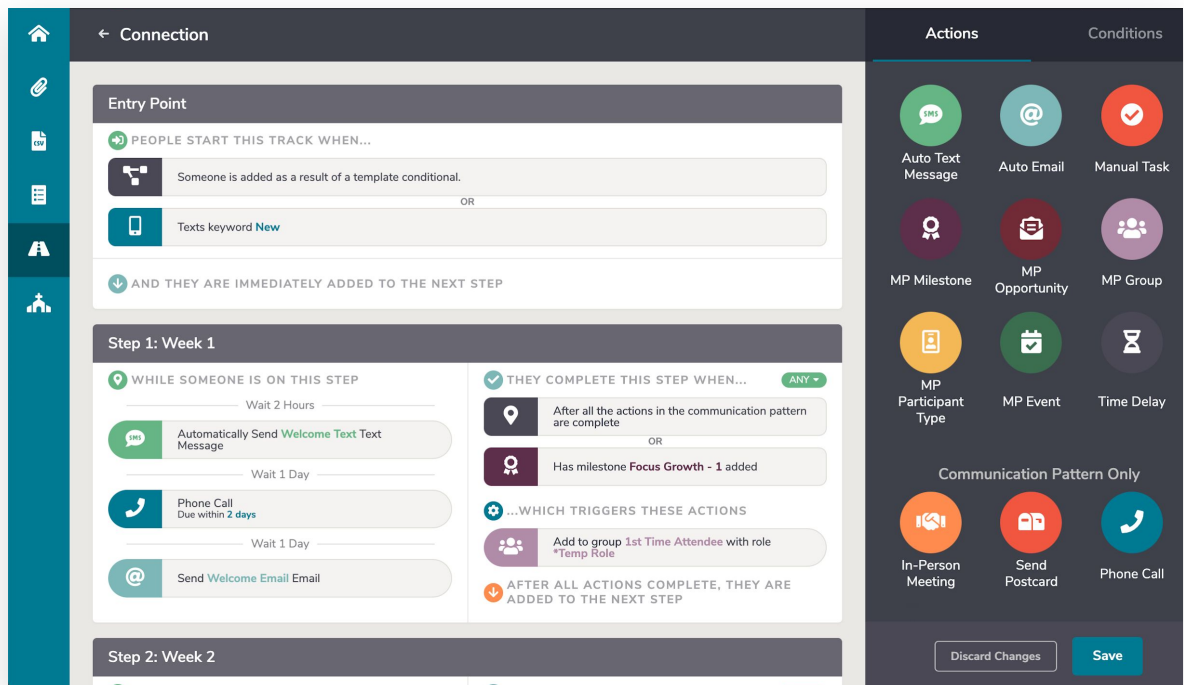 ← Connection
Actions
Conditions
Entry Point
PEOPLE START THIS TRACK WHEN...
Someone is added as a result of a template conditional.
OR
Texts keyword New
AND THEY ARE IMMEDIATELY ADDED TO THE NEXT STEP
Step 1: Week 1
WHILE SOMEONE IS ON THIS STEP
Wait 2 Hours
SMS
Automatically Send Welcome Text Text
Message
Wait 1 Day
Phone Call
Due within 2 days
Wait 1 Day
@
Send Welcome Email Email
THEY COMPLETE THIS STEP WHEN...
ANY
After all the actions in the communication pattern
are complete
OR
Has milestone Focus Growth - 1 added
...WHICH TRIGGERS THESE ACTIONS
Add to group 1st Time Attendee with role
*Temp Role
AFTER ALL ACTIONS COMPLETE, THEY ARE
ADDED TO THE NEXT STEP
Step 2: Week 2
CSV
SMS
Auto Text
Message
@
Auto Email
Manual Task
MP Milestone
MP
Opportunity
MP Group
MP
Participant
Type
MP Event
Time Delay
Communication Pattern Only
In-Person
Meeting
Send
Postcard
Phone Call
Discard Changes
Save